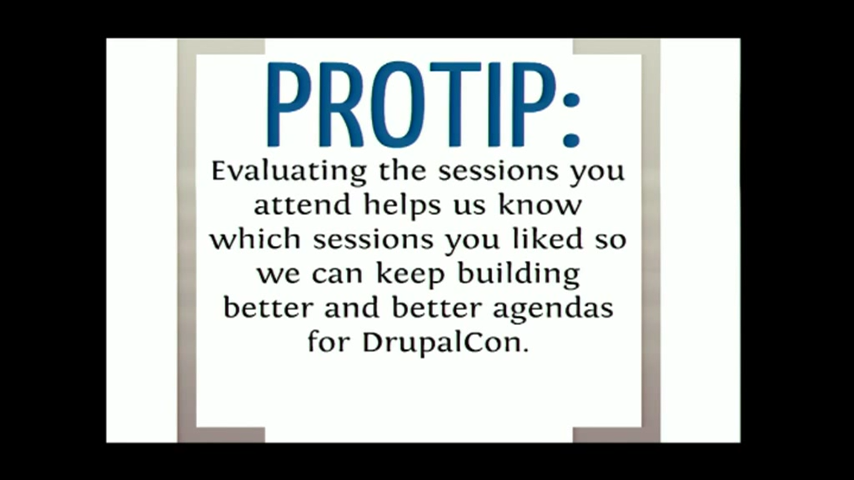 PROTIP:
Evaluating the sessions you
attend helps us know
which sessions you liked so
we can keep building
better and better agendas
for DrupalCon.